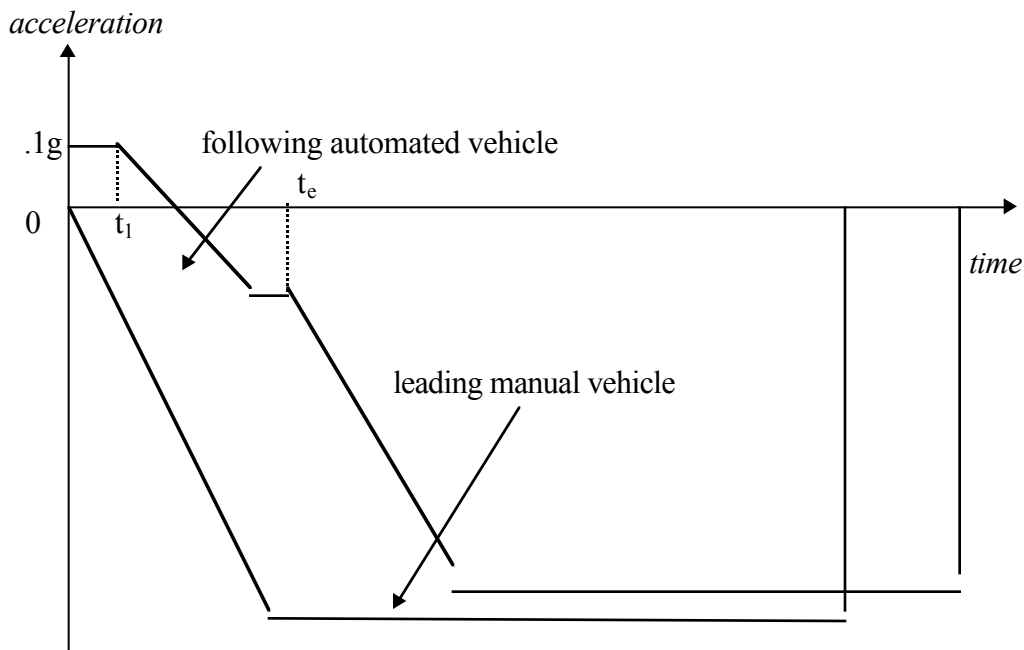 acceleration
.1g
following automated vehicle
te
0
t1
time
leading manual vehicle